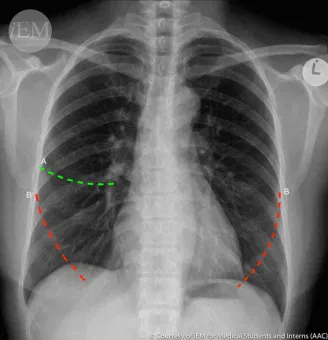 IEM
L
A
B
B
© Courtesy of IEM for Medical Students and Interns (AAC)